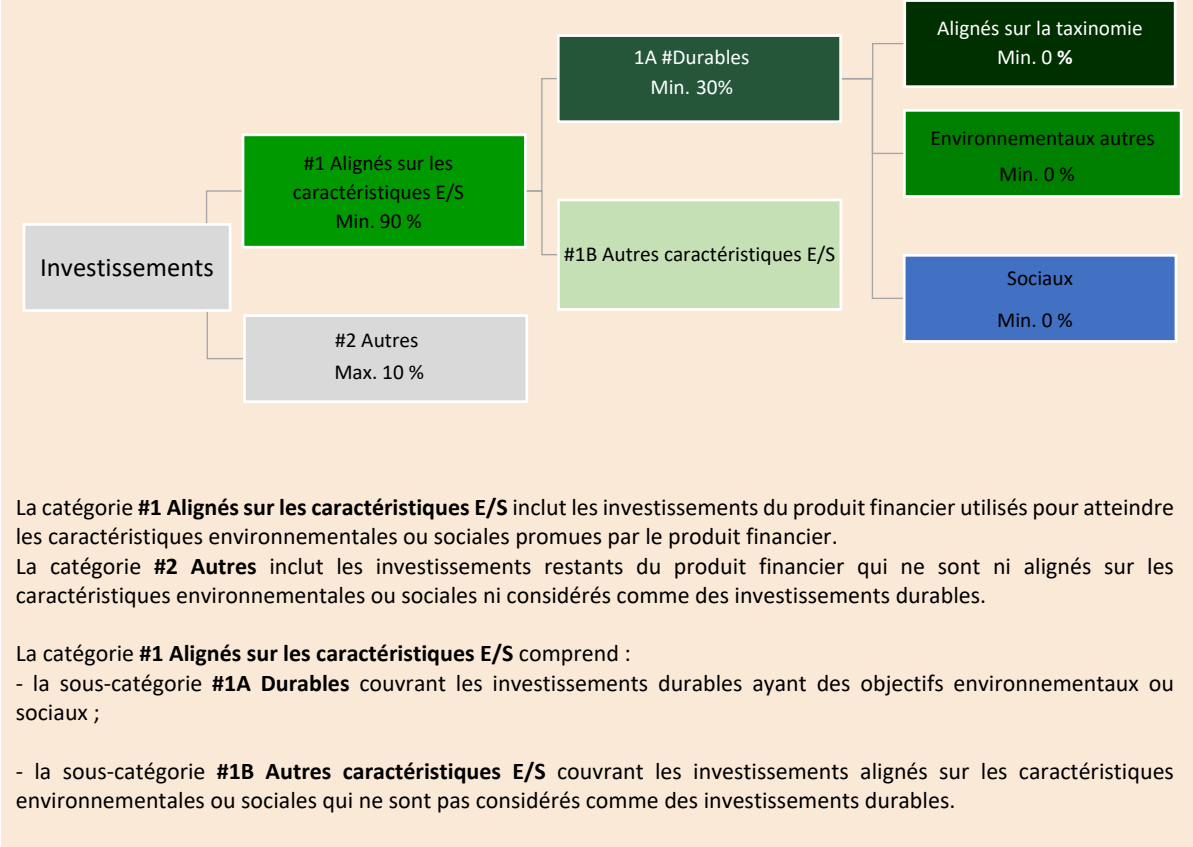 Alignés sur la taxinomie
Min. 0 %
1A #Durables
Min. 30%
Environnementaux autres
Min. 0 %
#1 Alignés sur les
caractéristiques E/S
Min. 90 %
#1B Autres caractéristiques E/S
Investissements
Sociaux
Min. 0 %
#2 Autres
Max. 10 %
La catégorie #1 Alignés sur les caractéristiques E/S inclut les investissements du produit financier utilisés pour atteindre
les caractéristiques environnementales ou sociales promues par le produit financier.
La catégorie #2 Autres inclut les investissements restants du produit financier qui ne sont ni alignés sur les
caractéristiques environnementales ou sociales ni considérés comme des investissements durables.
La catégorie #1 Alignés sur les caractéristiques E/S comprend :
- la sous-catégorie #1A Durables couvrant les investissements durables ayant des objectifs environnementaux ou
sociaux ;
- la sous-catégorie #1B Autres caractéristiques E/S couvrant les investissements alignés sur les caractéristiques
environnementales ou sociales qui ne sont pas considérés comme des investissements durables.